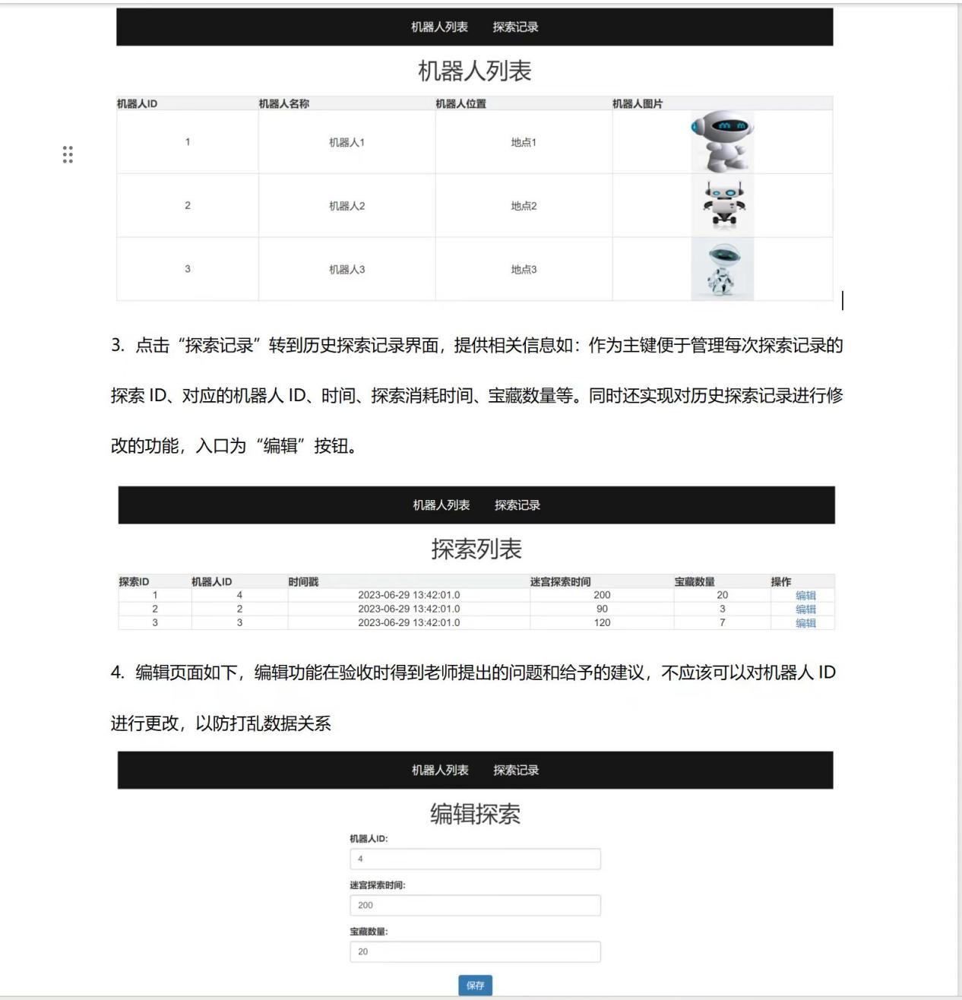 机器人列表 探索记录
机器人列表
机器人ID 机器人名称 机器人位置 机器人图片
1 机器人1 地点1
2 机器人2 地点2
3 机器人3 地点3
3. 点击“探索记录”转到历史探索记录界面，提供相关信息如：作为主键便于管理每次探索记录的
探索 ID、对应的机器人 ID、时间、探索消耗时间、宝藏数量等。同时还实现对历史探索记录进行修
改的功能，入口为“编辑”按钮。
机器人列表 探索记录
探索列表
探索ID 机器人ID 时间戳 迷宫探索时间 宝藏数量 操作
1 4 2023-06-29 13:42:01.0 200 20 编辑
2 2 2023-06-29 13:42:01.0 90 3 编辑
3 3 2023-06-29 13:42:01.0 120 7 编辑
4. 编辑页面如下，编辑功能在验收时得到老师提出的问题和给予的建议，不应该可以对机器人 ID
进行更改，以防打乱数据关系
机器人列表 探索记录
编辑探索
机器人ID:
4
迷宫探索时间:
200
宝藏数量:
20
保存